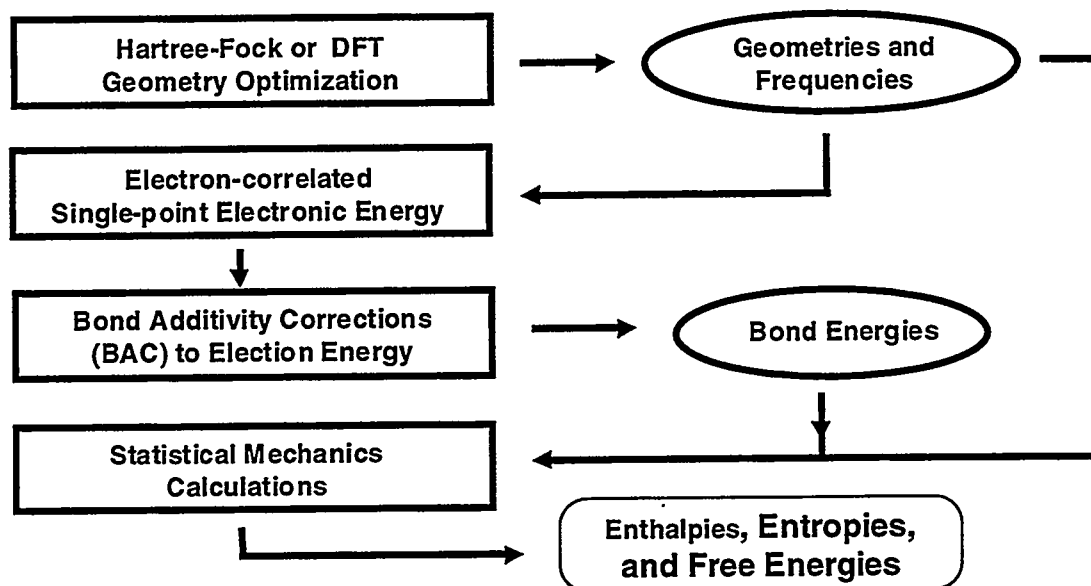 Hartree-Fock or DFT
Geometry Optimization
Geometries and
Frequencies
Electron-correlated
Single-point Electronic Energy
Bond Additivity Corrections
(BAC) to Election Energy
Bond Energies
Statistical Mechanics
Calculations
Enthalpies, Entropies,
and Free Energies